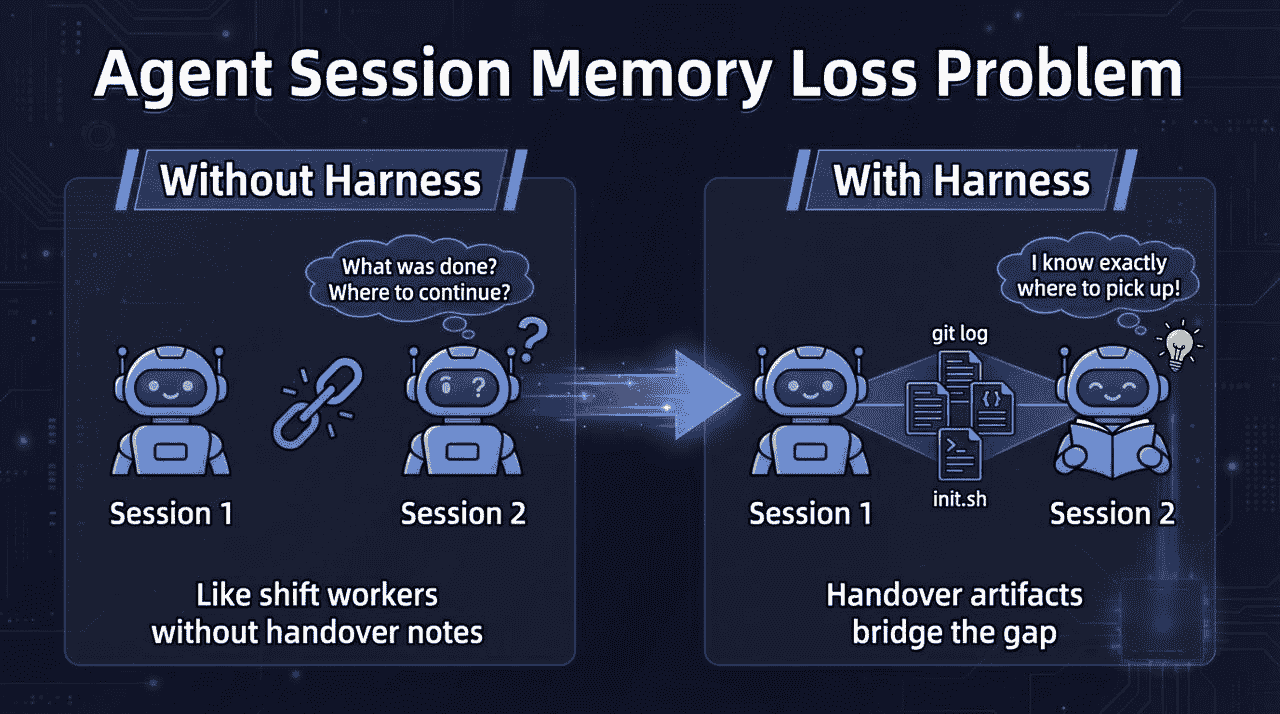 Agent Session Memory Loss Problem
Without Harness
What was done?
Where to continue?
?
?
Session 1
Session 2
Like shift workers
without handover notes
With Harness
I know exactly
where to pick up!
git log
{}
>_
init.sh
Session 1
Session 2
Handover artifacts
bridge the gap